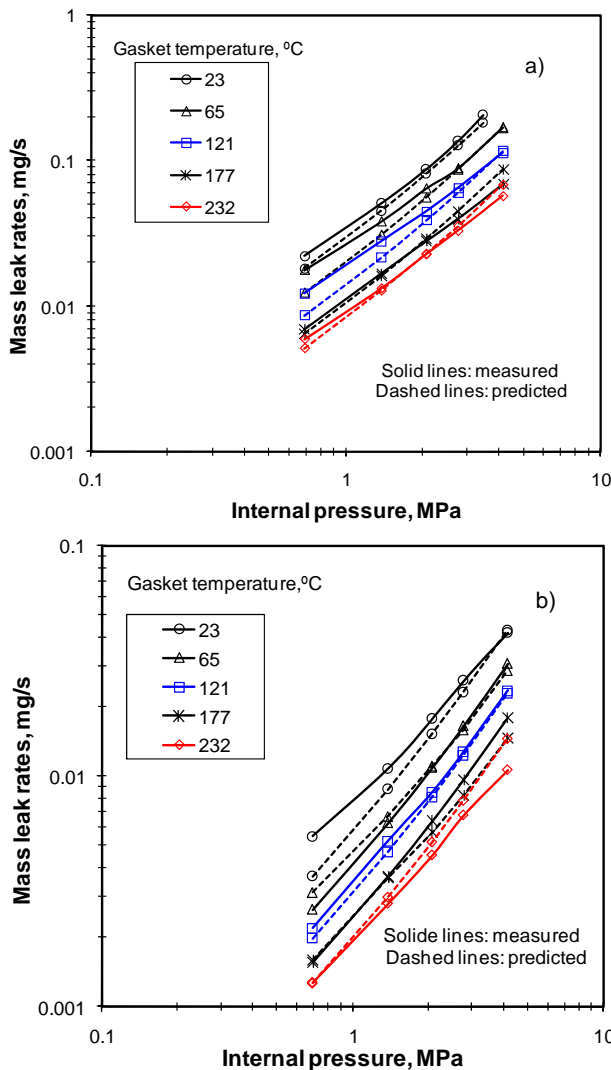 1
Gasket temperature, ºC
a)
23
65
121
177
232
0.1
0.01
0.001
Mass leak rates, mg/s
Solid lines: measured
Dashed lines: predicted
0.1
1
10
Internal pressure, MPa
0.1
Gasket temperature,ºC
b)
23
65
121
177
232
0.01
0.001
Mass leak rates, mg/s
Solide lines: measured
Dashed lines: predicted
0.1
1
10
Internal pressure, MPa